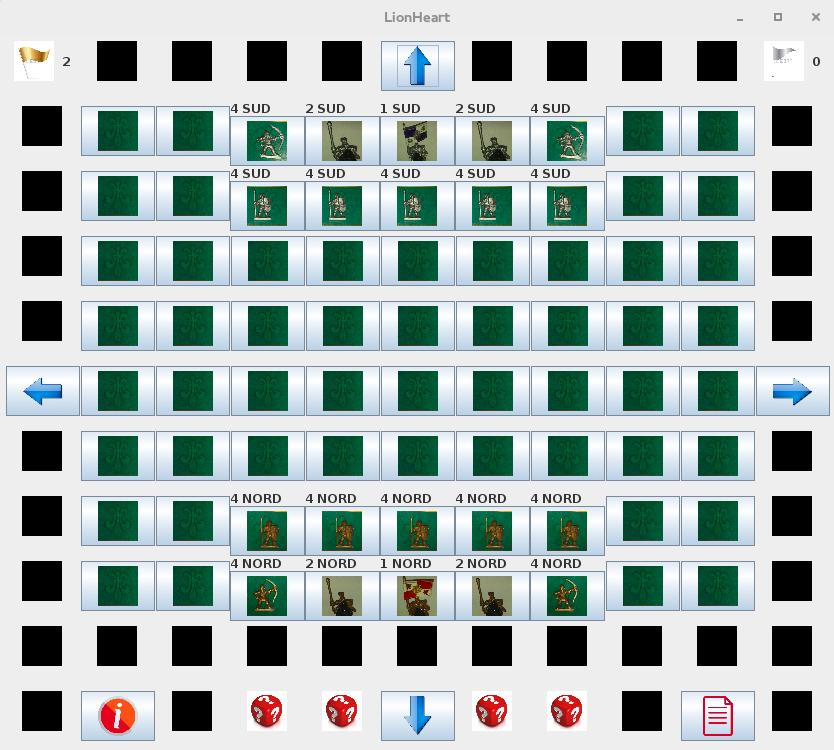 LionHeart
2 0
4 SUD 2 SUD 1 SUD 2 SUD 4 SUD
4 SUD 4 SUD 4 SUD 4 SUD 4 SUD
4 NORD 4 NORD 4 NORD 4 NORD 4 NORD
4 NORD 2 NORD 1 NORD 2 NORD 4 NORD
i ? ? ? ? ? ? ? ? ? ? ? ?